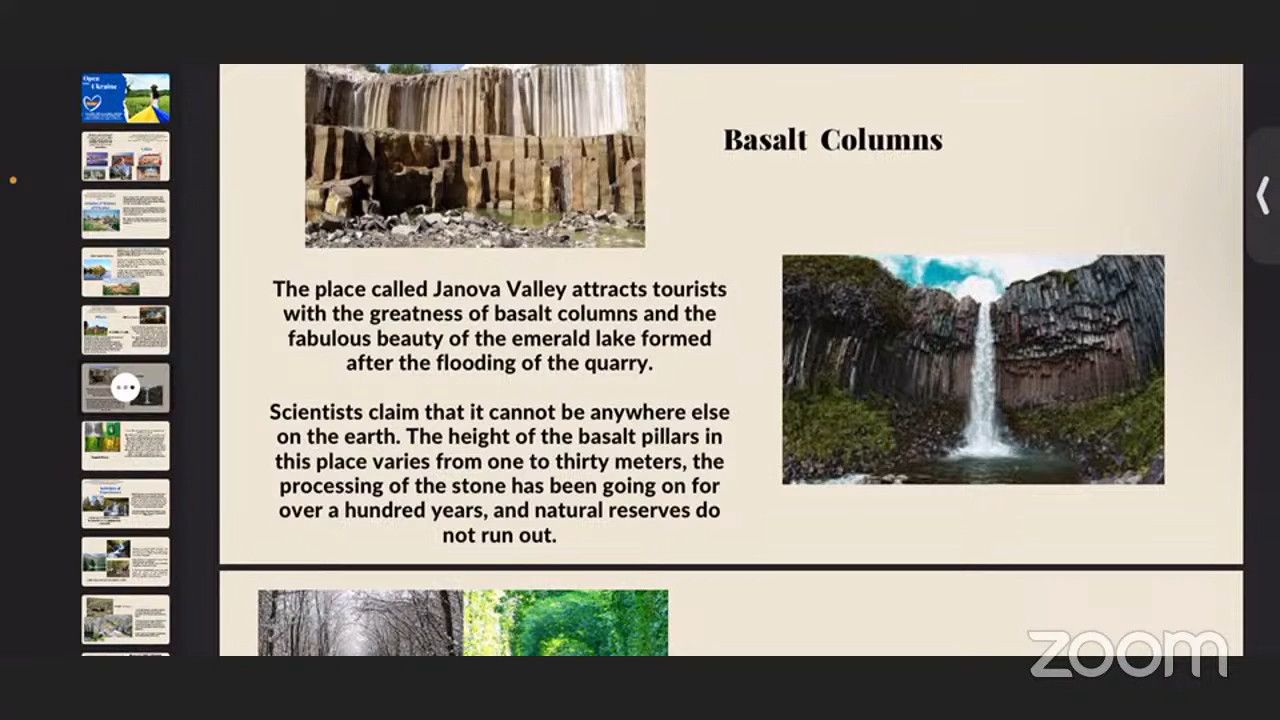 Open
Ukraine
Basalt Columns
The place called Janova Valley attracts tourists
with the greatness of basalt columns and the
fabulous beauty of the emerald lake formed
after the flooding of the quarry.
Scientists claim that it cannot be anywhere else
on the earth. The height of the basalt pillars in
this place varies from one to thirty meters, the
processing of the stone has been going on for
over a hundred years, and natural reserves do
not run out.
zoom